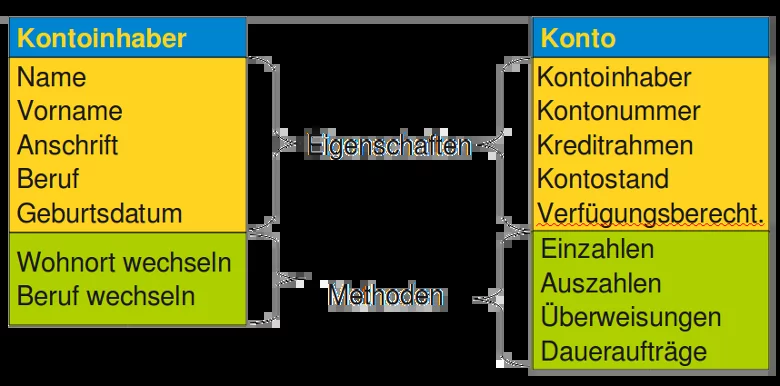 Kontoinhaber
Name
Vorname
Anschrift
Beruf
Geburtsdatum
Wohnort wechseln
Beruf wechseln
Eigenschaften
Methoden
Konto
Kontoinhaber
Kontonummer
Kreditrahmen
Kontostand
Verfügungsberecht.
Einzahlen
Auszahlen
Überweisungen
Daueraufträge